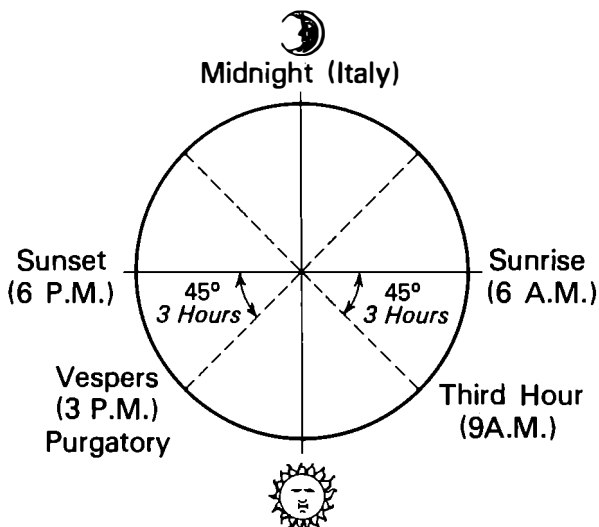 Midnight (Italy)
Sunset
(6 P.M.)
Sunrise
(6 A.M.)
45°
3 Hours
45°
3 Hours
Vespers
(3 P.M.)
Purgatory
Third Hour
(9A.M.)